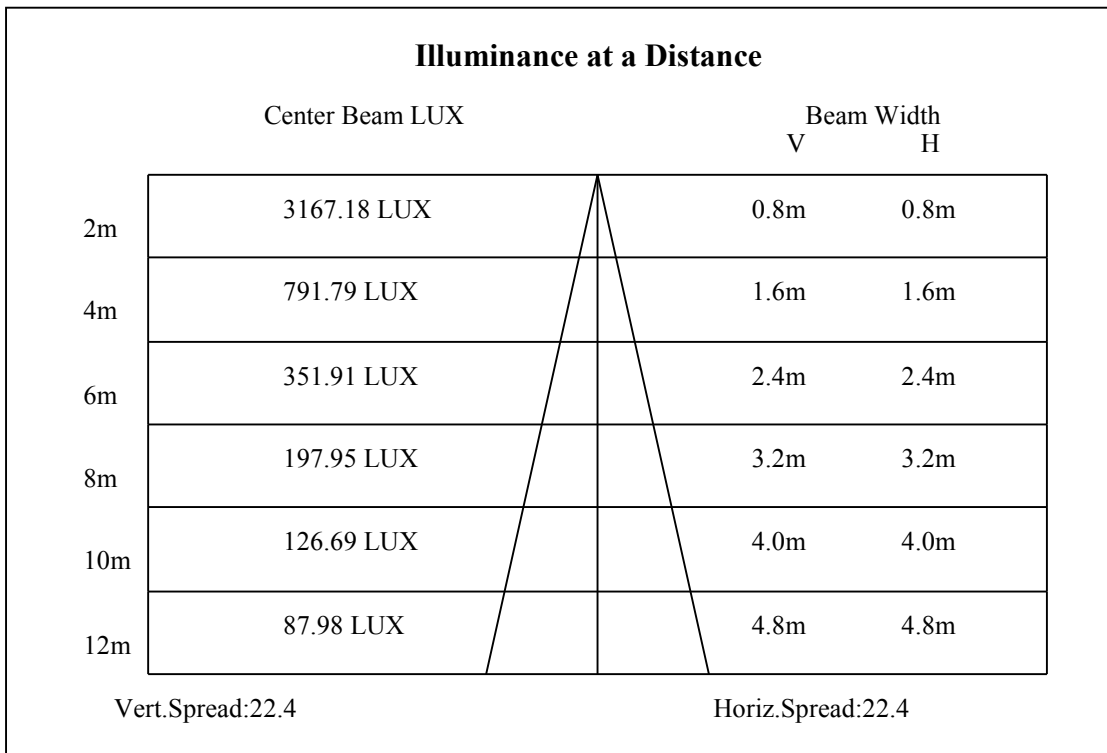 Illuminance at a Distance
Center Beam LUX Beam Width
V H
2m 3167.18 LUX 0.8m 0.8m
4m 791.79 LUX 1.6m 1.6m
6m 351.91 LUX 2.4m 2.4m
8m 197.95 LUX 3.2m 3.2m
10m 126.69 LUX 4.0m 4.0m
12m 87.98 LUX 4.8m 4.8m
Vert.Spread:22.4 Horiz.Spread:22.4